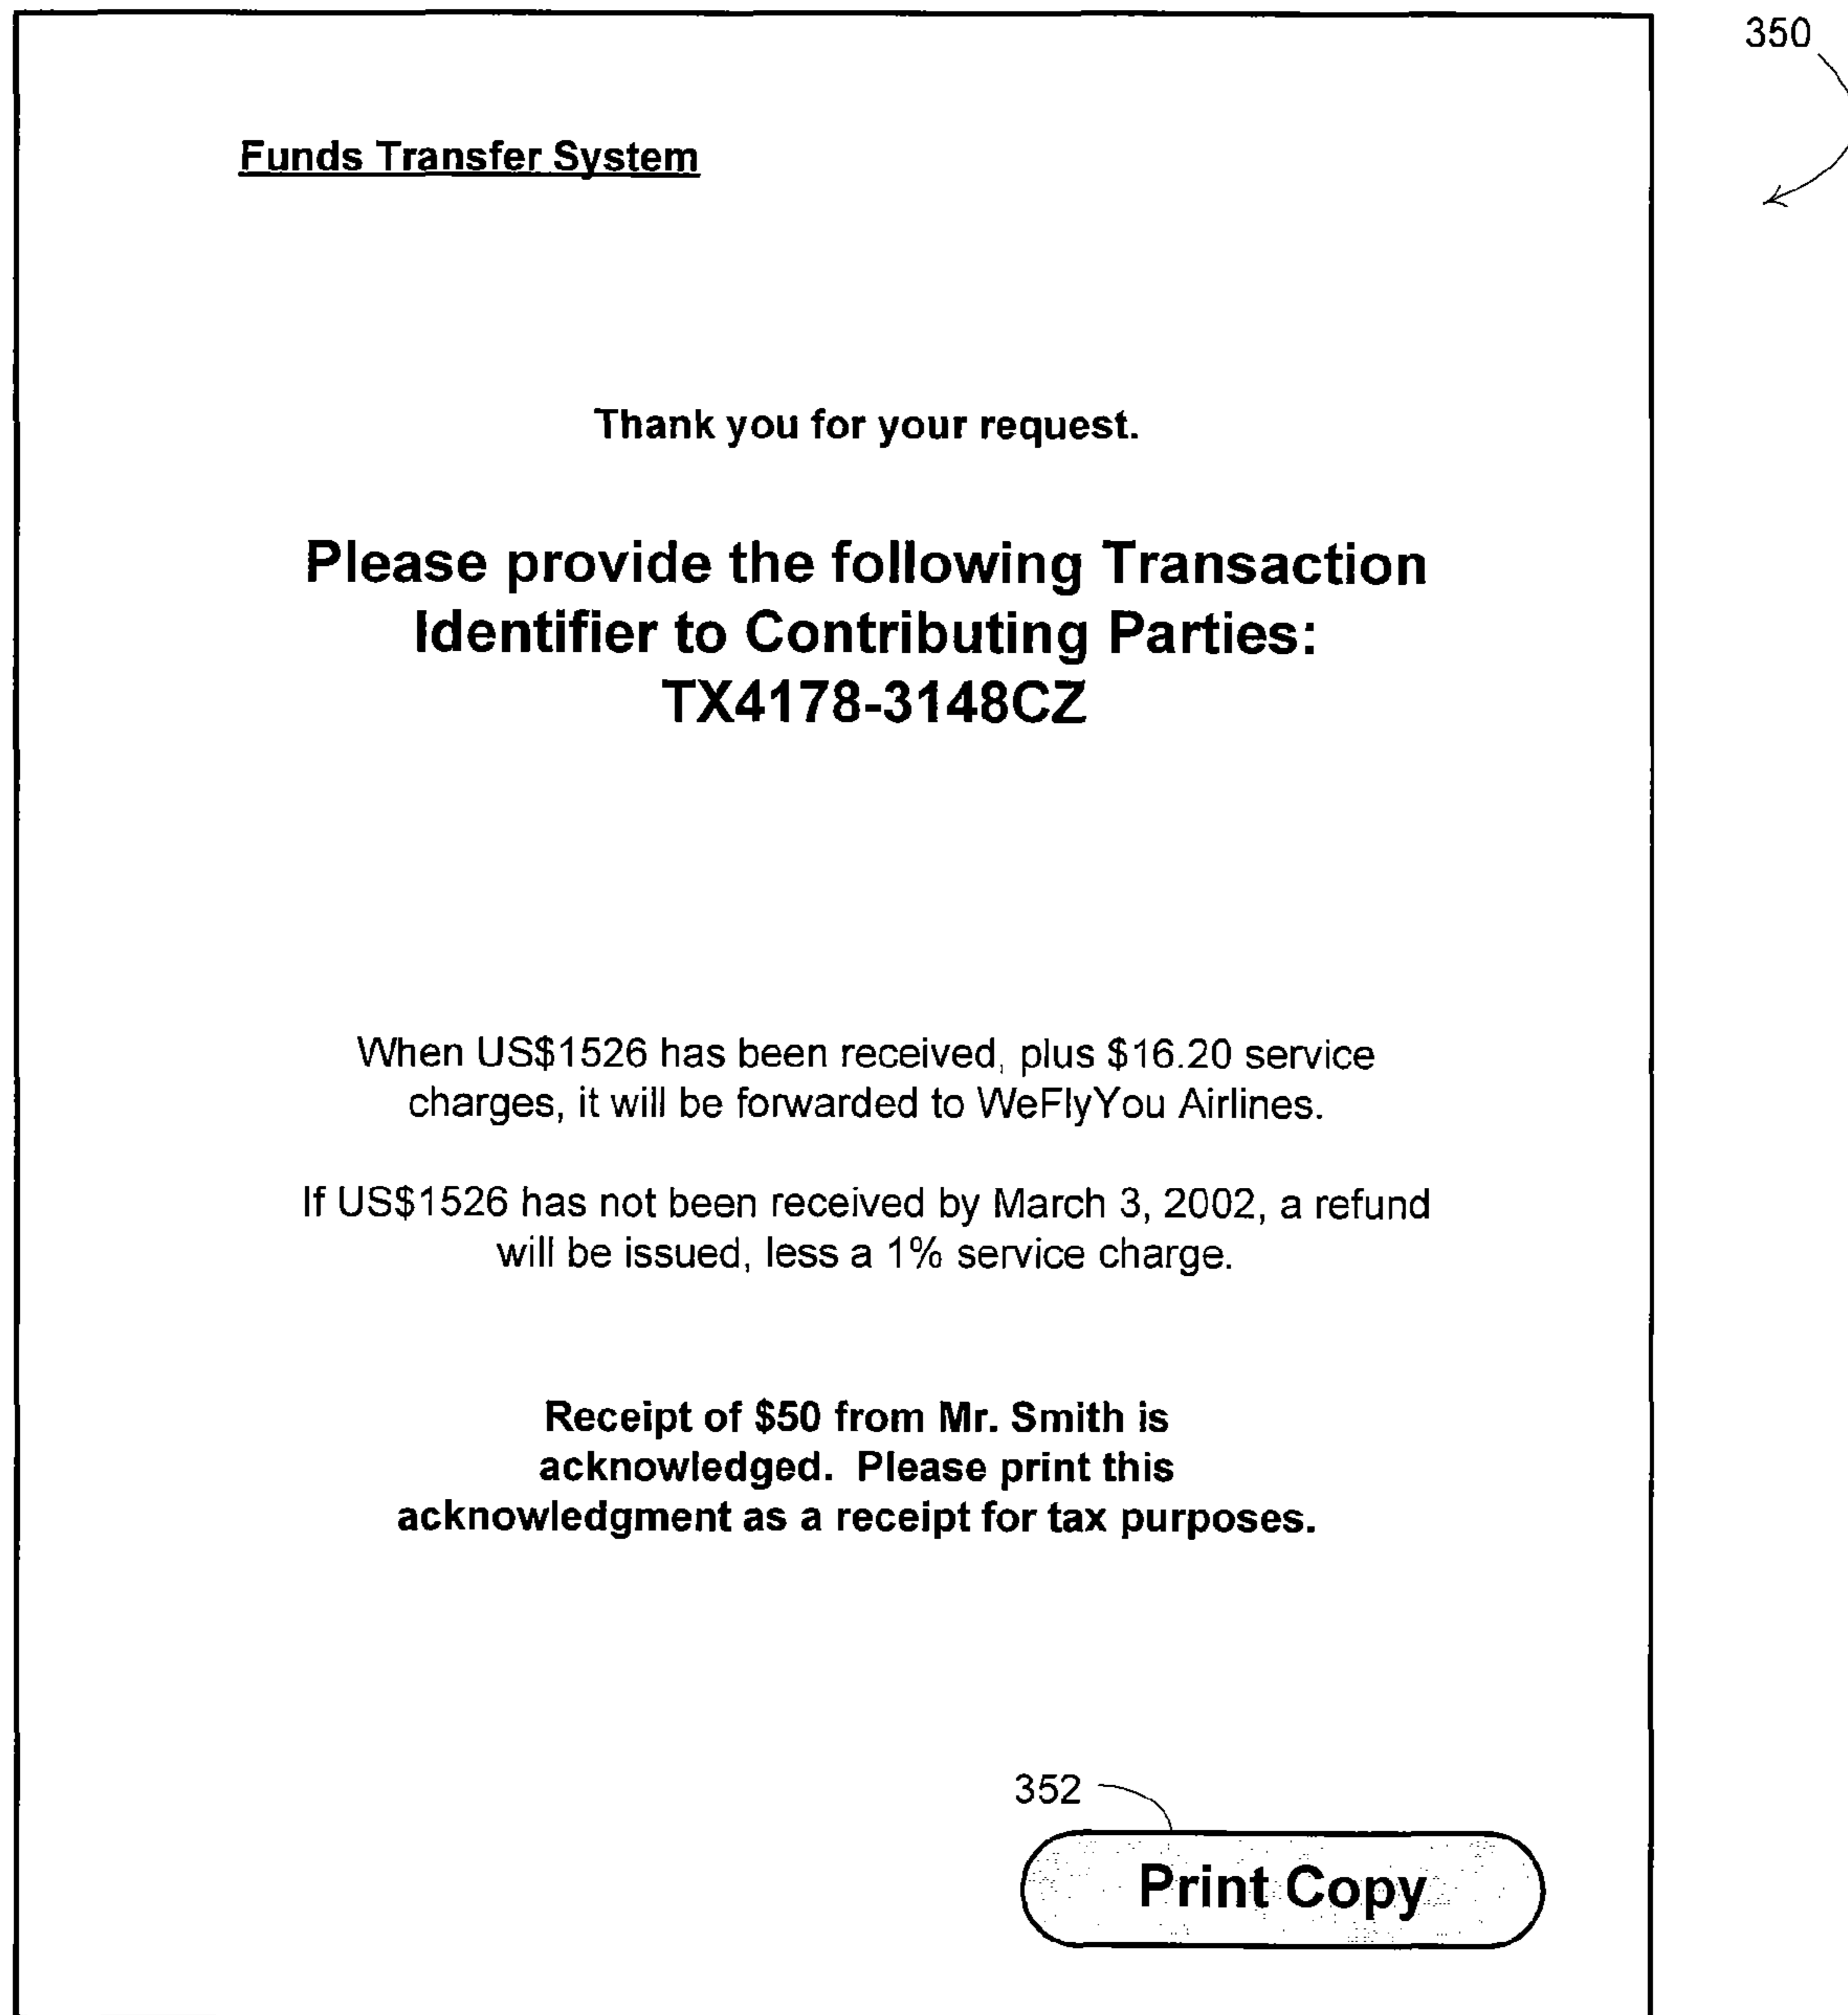 350
Funds Transfer System
Thank you for your request.
Please provide the following Transaction
Identifier to Contributing Parties:
TX4178-3148CZ
When US$1526 has been received, plus $16.20 service
charges, it will be forwarded to WeFlyYou Airlines.
If US$1526 has not been received by March 3, 2002, a refund
will be issued, less a 1% service charge.
Receipt of $50 from Mr. Smith is
acknowledged.  Please print this
acknowledgment as a receipt for tax purposes.
352
Print Copy